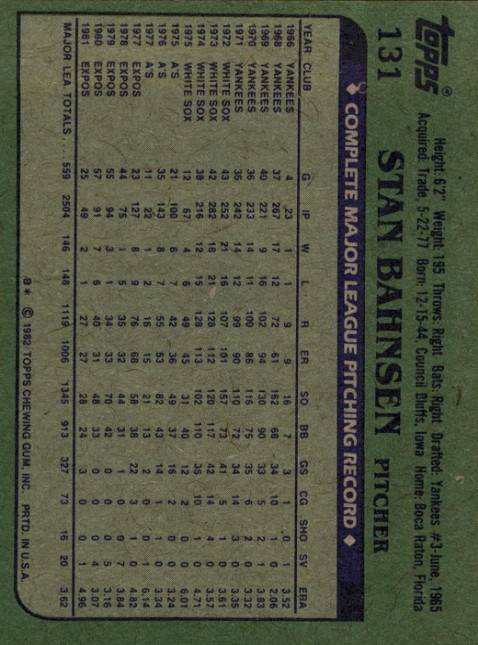 topps®
131 STAN BAHNSEN PITCHER
Height: 6'2" Weight: 195 Throws: Right Bats: Right Drafted: Yankees #3-June, 1965
Acquired: Trade, 5-22-77 Born: 12-15-44, Council Bluffs, Iowa Home: Boca Raton, Florida
◆ COMPLETE MAJOR LEAGUE PITCHING RECORD ◆
YEAR CLUB G IP W L R ER SO BB GS CG SHO SV ERA
1966 YANKEES 4 23 1 1 9 9 16 7 3 1 0 1 3.52
1968 YANKEES 37 267 17 12 72 61 162 68 34 10 1 0 2.06
1969 YANKEES 40 221 9 16 102 94 130 90 33 5 2 1 3.83
1970 YANKEES 36 233 14 11 100 86 116 75 35 6 2 0 3.32
1971 YANKEES 36 242 14 12 99 90 110 72 34 14 3 0 3.35
1972 WHITE SOX 43 252 21 16 107 101 157 73 41 5 1 0 3.61
1973 WHITE SOX 42 282 18 21 128 112 120 117 42 14 4 0 3.57
1974 WHITE SOX 38 216 12 15 128 113 102 110 35 10 1 0 4.71
1975 WHITE SOX 12 67 4 6 49 45 31 40 12 2 0 0 6.01
1975 A'S 21 100 6 7 42 36 49 37 16 2 0 0 3.24
1976 A'S 35 143 8 7 55 53 82 43 14 1 1 0 3.34
1977 A'S 11 22 1 2 16 15 21 13 2 0 0 1 6.14
1977 EXPOS 23 127 8 9 76 68 58 38 22 3 1 0 4.82
1978 EXPOS 44 75 1 5 35 32 44 31 1 0 0 7 3.84
1979 EXPOS 55 94 3 1 34 33 71 42 0 0 0 5 3.16
1980 EXPOS 57 91 7 6 40 31 48 33 0 0 0 4 3.07
1981 EXPOS 25 49 2 1 27 27 28 24 3 0 0 1 4.96
MAJOR LEA. TOTALS ... 559 2504 146 148 1119 1006 1345 913 327 73 16 20 3.62
© 1982 TOPPS CHEWING GUM, INC. PRTD. IN U.S.A.